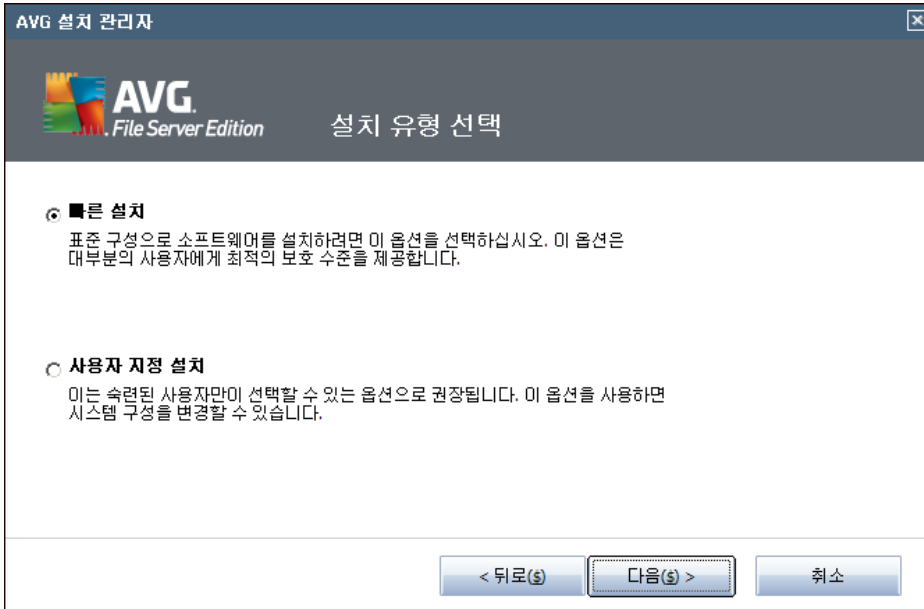 AVG 설치 관리자
AVG.
File Server Edition
설치 유형 선택
빠른 설치
표준 구성으로 소프트웨어를 설치하려면 이 옵션을 선택하십시오. 이 옵션은
대부분의 사용자에게 최적의 보호 수준을 제공합니다.
사용자 지정 설치
이는 숙련된 사용자만이 선택할 수 있는 옵션으로 권장됩니다. 이 옵션을 사용하면
시스템 구성을 변경할 수 있습니다.
< 뒤로(s)
다음(s) >
취소